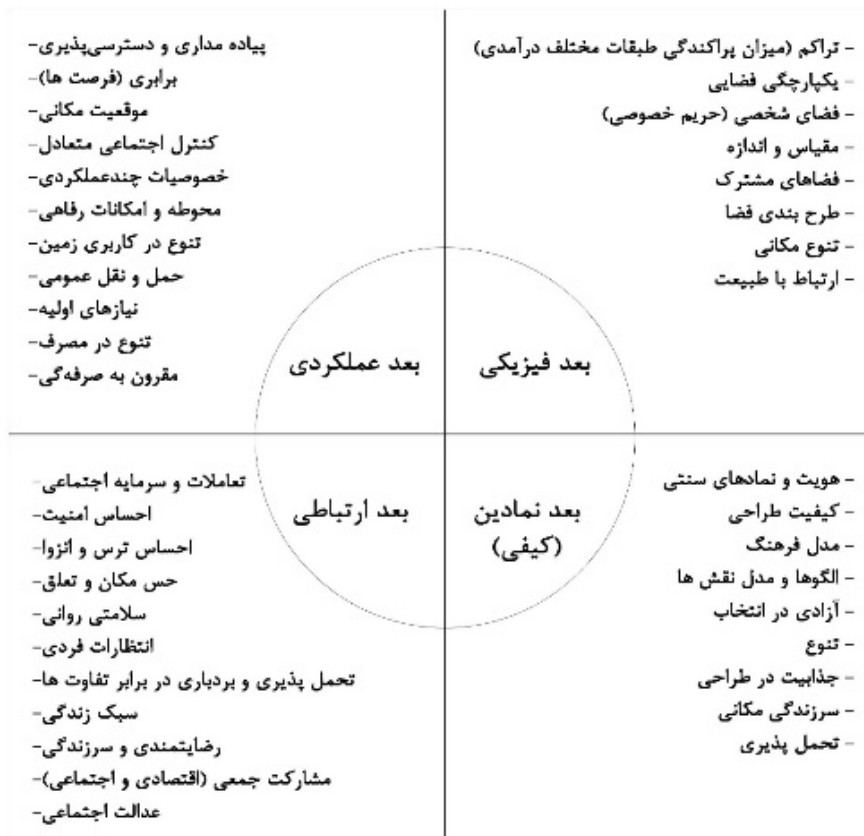 - تراکم (میزان پراکندگی طبقات مختلف درآمدی)
- یکپارچگی فضایی
- فضای شخصی (حریم خصوصی)
- مقیاس و اندازه
- فضاهای مشترک
- طرح بندی فضا
- تنوع مکانی
- ارتباط با طبیعت
بعد فیزیکی
پیاده مداری و دسترسی‌پذیری-
برابری (فرصت ها)-
موقعیت مکانی-
کنترل اجتماعی متعادل-
خصوصیات چندعملکردی-
محوطه و امکانات رفاهی-
تنوع در کاربری زمین-
حمل و نقل عمومی-
نیازهای اولیه-
تنوع در مصرف-
مقرون به صرفه‌گی-
بعد عملکردی
- هویت و نمادهای سنتی
- کیفیت طراحی
- مدل فرهنگ
- الگوها و مدل نقش ها
- آزادی در انتخاب
- تنوع
- جذابیت در طراحی
- سرزندگی مکانی
- تحمل پذیری
بعد نمادین
(کیفی)
تعاملات و سرمایه اجتماعی-
احساس امنیت-
احساس ترس و انزوا-
حس مکان و تعلق-
سلامتی روانی-
انتظارات فردی-
تحمل پذیری و بردباری در برابر تفاوت ها-
سبک زندگی-
رضایتمندی و سرزندگی-
مشارکت جمعی (اقتصادی و اجتماعی)-
عدالت اجتماعی-
بعد ارتباطی